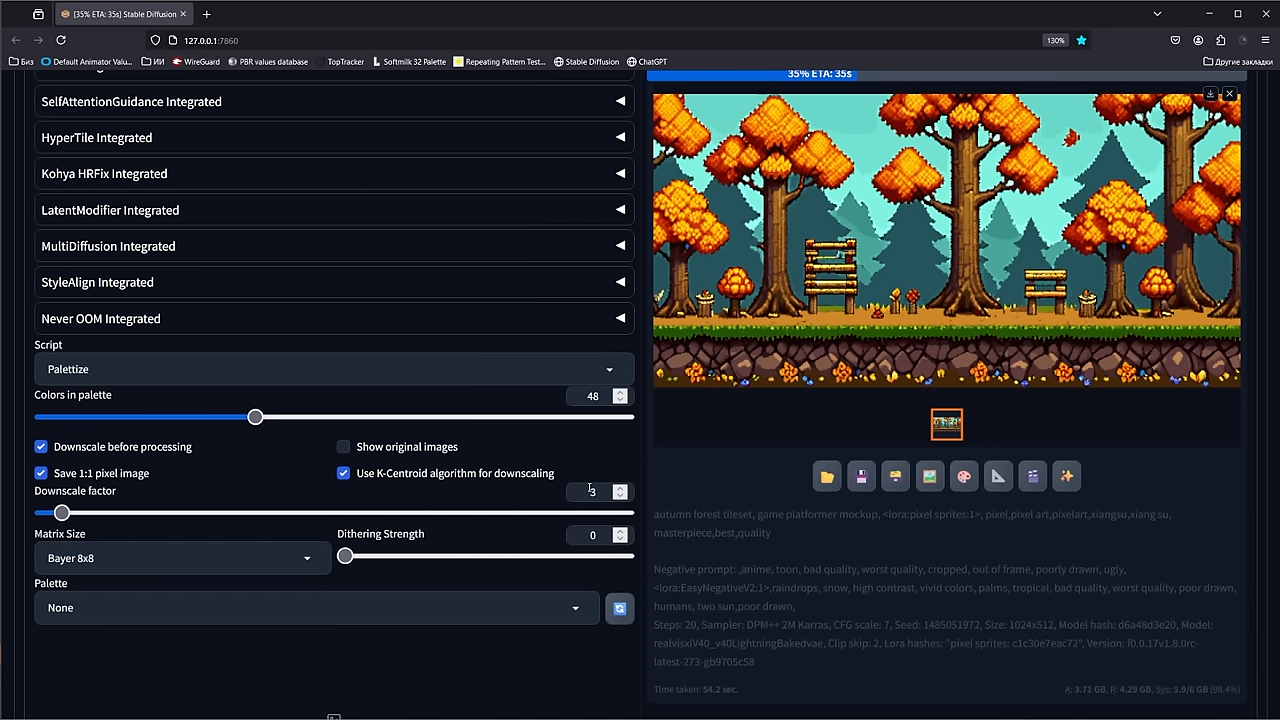 [35% ETA: 35s] Stable Diffusion
127.0.0.1:7860
130%
Биз
Default Animator Valu...
ИИ
WireGuard
PBR values database
TopTracker
Softmilk 32 Palette
Repeating Pattern Test...
Stable Diffusion
ChatGPT
Другие закладки
SelfAttentionGuidance Integrated
HyperTile Integrated
Kohya HRFix Integrated
LatentModifier Integrated
MultiDiffusion Integrated
StyleAlign Integrated
Never OOM Integrated
Script
Palettize
Colors in palette
48
Downscale before processing
Show original images
Save 1:1 pixel image
Use K-Centroid algorithm for downscaling
Downscale factor
3
Matrix Size
Bayer 8x8
Dithering Strength
0
Palette
None
35% ETA: 35s
autumn forest tileset, game platformer mockup, <lora:pixel sprites:1>, pixel,pixel art,pixelart,xiangsu,xiang su,
masterpiece,best,quality
Negative prompt: ,anime, toon, bad quality, worst quality, cropped, out of frame, poorly drawn, ugly,
<lora:EasyNegativeV2:1>,raindrops, snow, high contrast, vivid colors, palms, tropical, bad quality, worst quality, poor drawn,
humans, two sun,poor drawn,
Steps: 20, Sampler: DPM++ 2M Karras, CFG scale: 7, Seed: 1485051972, Size: 1024x512, Model hash: d6a48d3e20, Model:
realvisxlV40_v40LightningBakedvae, Clip skip: 2, Lora hashes: "pixel sprites: c1c30e7eac72", Version: f0.0.17v1.8.0rc-
latest-273-gb9705c58
Time taken: 54.2 sec.
A: 3.71 GB, R: 4.29 GB, Sys: 5.9/6 GB (98.4%)